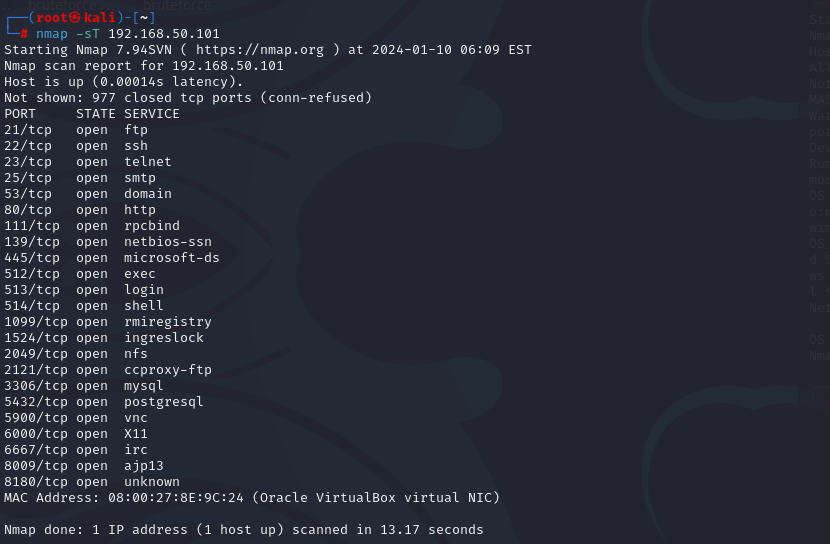 bruteforce bruteforce
┌──(root㉿kali)-[~]
└─# nmap -sT 192.168.50.101
Starting Nmap 7.94SVN ( https://nmap.org ) at 2024-01-10 06:09 EST
Nmap scan report for 192.168.50.101
Host is up (0.00014s latency).
Not shown: 977 closed tcp ports (conn-refused)
PORT     STATE SERVICE
21/tcp   open  ftp
22/tcp   open  ssh
23/tcp   open  telnet
25/tcp   open  smtp
53/tcp   open  domain
80/tcp   open  http
111/tcp  open  rpcbind
139/tcp  open  netbios-ssn
445/tcp  open  microsoft-ds
512/tcp  open  exec
513/tcp  open  login
514/tcp  open  shell
1099/tcp open  rmiregistry
1524/tcp open  ingreslock
2049/tcp open  nfs
2121/tcp open  ccproxy-ftp
3306/tcp open  mysql
5432/tcp open  postgresql
5900/tcp open  vnc
6000/tcp open  X11
6667/tcp open  irc
8009/tcp open  ajp13
8180/tcp open  unknown
MAC Address: 08:00:27:8E:9C:24 (Oracle VirtualBox virtual NIC)
Nmap done: 1 IP address (1 host up) scanned in 13.17 seconds